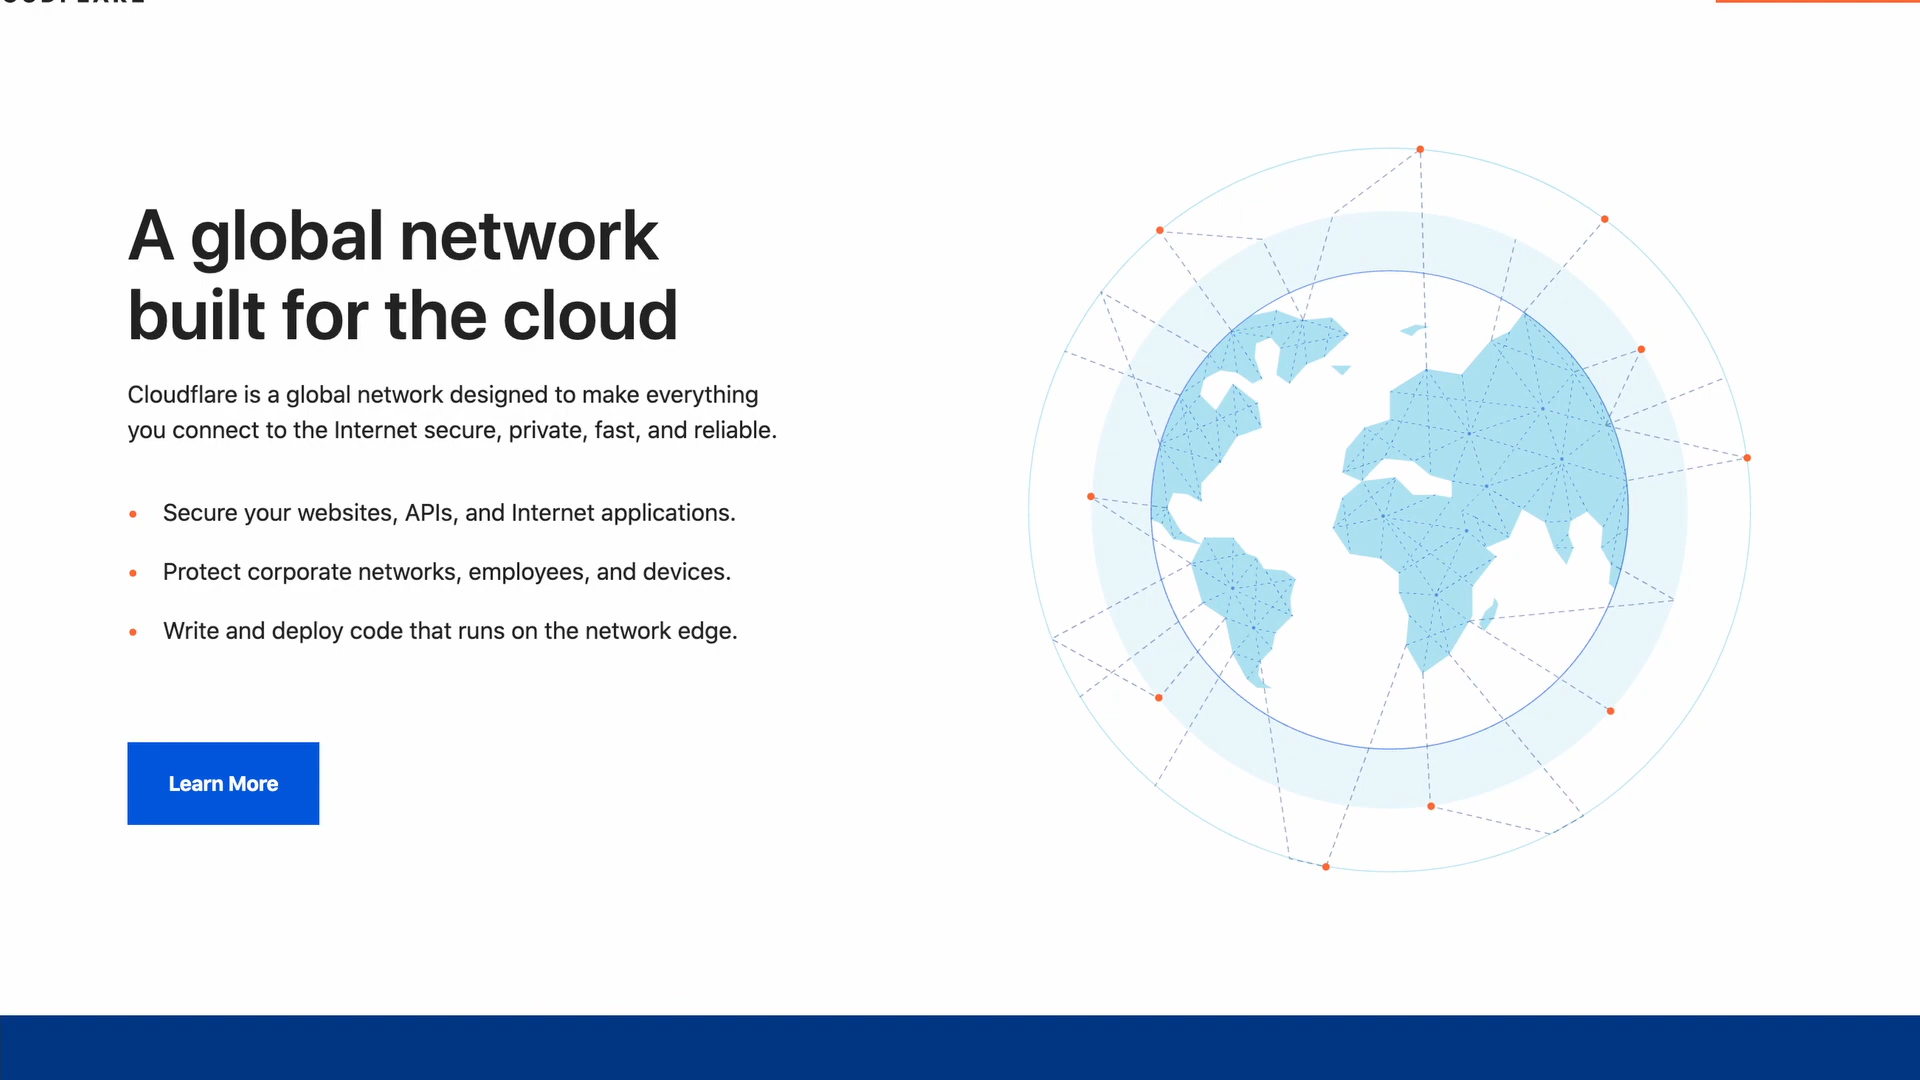 A global network
built for the cloud
Cloudflare is a global network designed to make everything
you connect to the Internet secure, private, fast, and reliable.
Secure your websites, APIs, and Internet applications.
Protect corporate networks, employees, and devices.
Write and deploy code that runs on the network edge.
Learn More